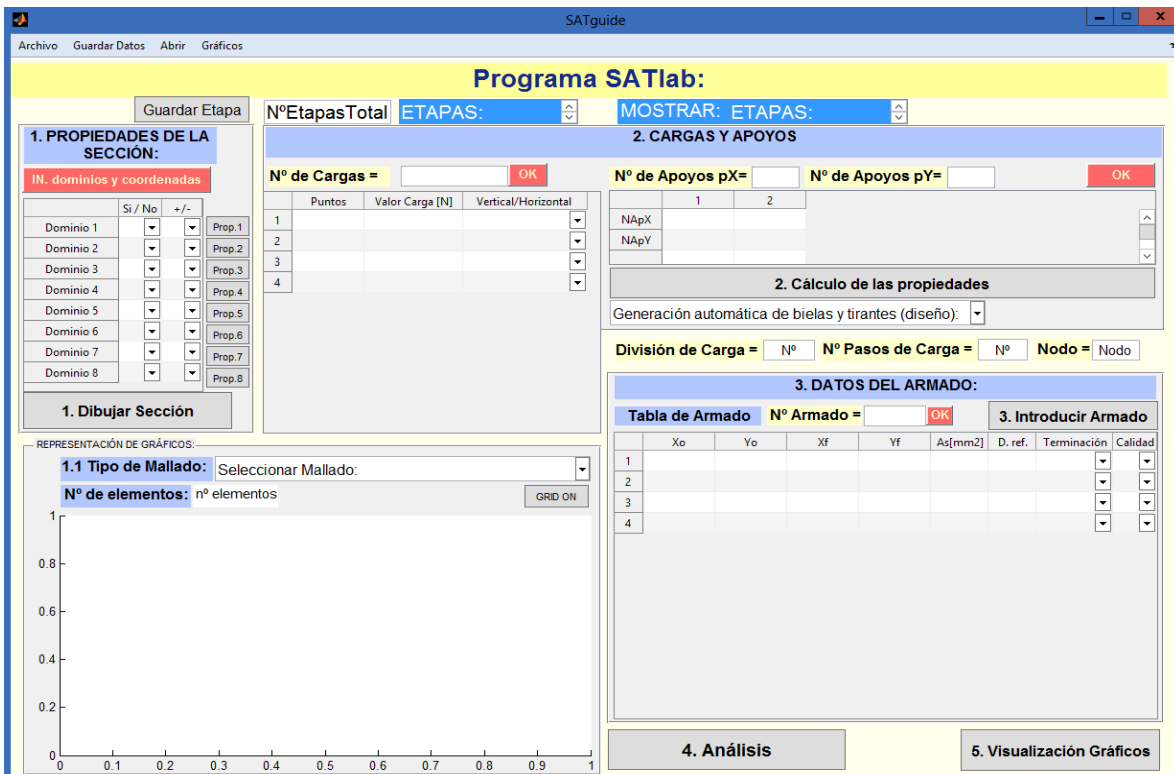 SATguide
Archivo Guardar Datos Abrir Gráficos
Programa SATlab:
Guardar Etapa
NºEtapasTotal ETAPAS:
MOSTRAR: ETAPAS:
1. PROPIEDADES DE LA
SECCIÓN:
IN. dominios y coordenadas
Si / No +/-
Dominio 1 Prop.1
Dominio 2 Prop.2
Dominio 3 Prop.3
Dominio 4 Prop.4
Dominio 5 Prop.5
Dominio 6 Prop.6
Dominio 7 Prop.7
Dominio 8 Prop.8
1. Dibujar Sección
2. CARGAS Y APOYOS
Nº de Cargas = OK
Puntos Valor Carga [N] Vertical/Horizontal
1
2
3
4
Nº de Apoyos pX= Nº de Apoyos pY= OK
1 2
NApX
NApY
2. Cálculo de las propiedades
Generación automática de bielas y tirantes (diseño):
División de Carga = Nº Nº Pasos de Carga = Nº Nodo = Nodo
3. DATOS DEL ARMADO:
Tabla de Armado Nº Armado = OK 3. Introducir Armado
Xo Yo Xf Yf As[mm2] D. ref. Terminación Calidad
1
2
3
4
REPRESENTACIÓN DE GRÁFICOS:
1.1 Tipo de Mallado: Seleccionar Mallado:
Nº de elementos: nº elementos GRID ON
1
0.8
0.6
0.4
0.2
0
0 0.1 0.2 0.3 0.4 0.5 0.6 0.7 0.8 0.9 1
4. Análisis
5. Visualización Gráficos